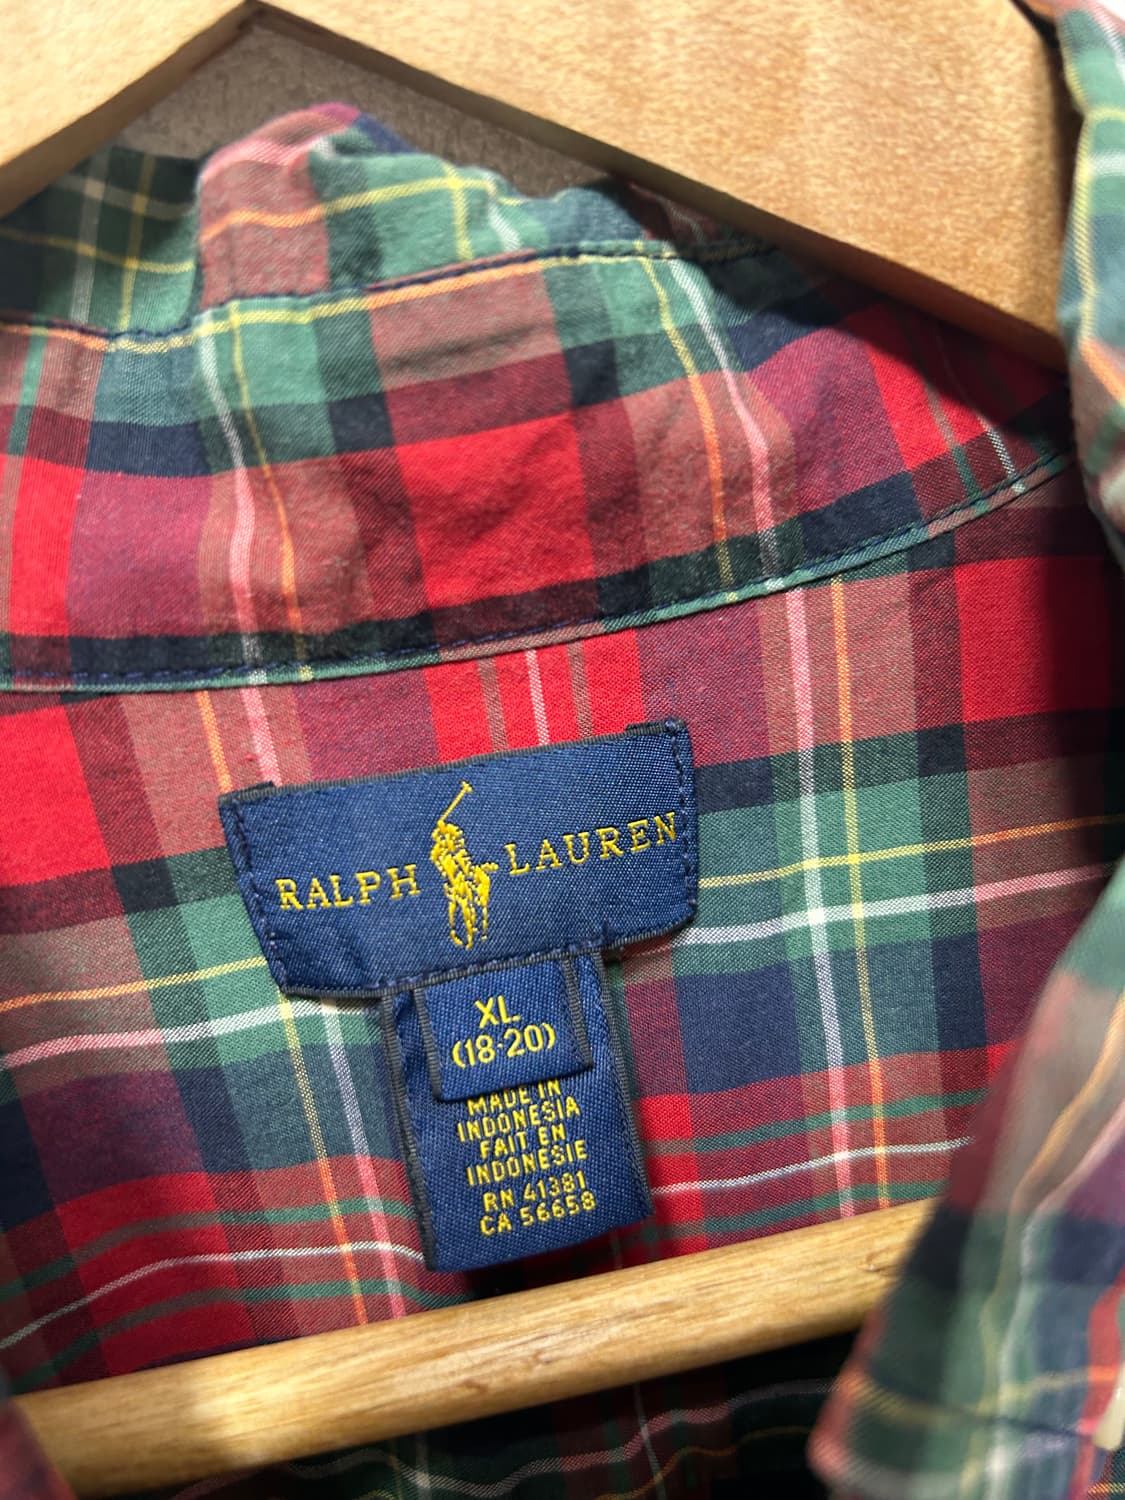 RALPH LAUREN
XL
(18-20)
MADE IN
INDONESIA
FAIT EN
INDONESIE
RN 41381
CA 56658